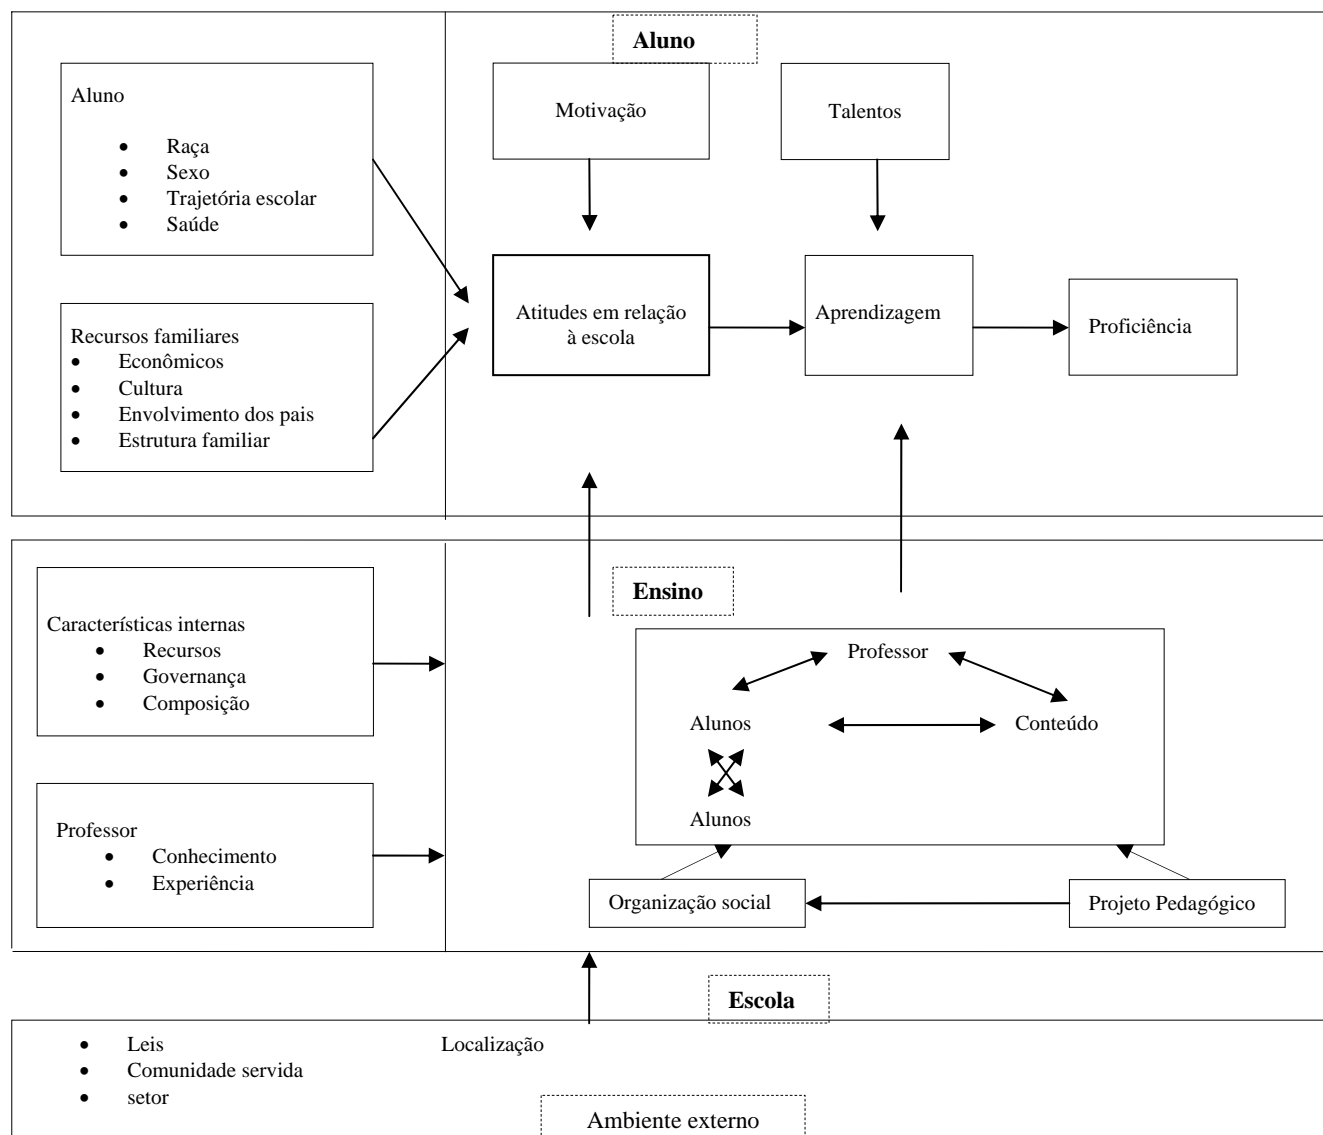 Aluno
Aluno
• Raça
• Sexo
• Trajetória escolar
• Saúde
Motivação
Talentos
Recursos familiares
• Econômicos
• Cultura
• Envolvimento dos pais
• Estrutura familiar
Atitudes em relação
à escola
Aprendizagem
Proficiência
Ensino
Características internas
• Recursos
• Governança
• Composição
Professor
• Conhecimento
• Experiência
Professor
Alunos
Conteúdo
Alunos
Organização social
Projeto Pedagógico
Escola
• Leis
• Comunidade servida
• setor
Localização
Ambiente externo